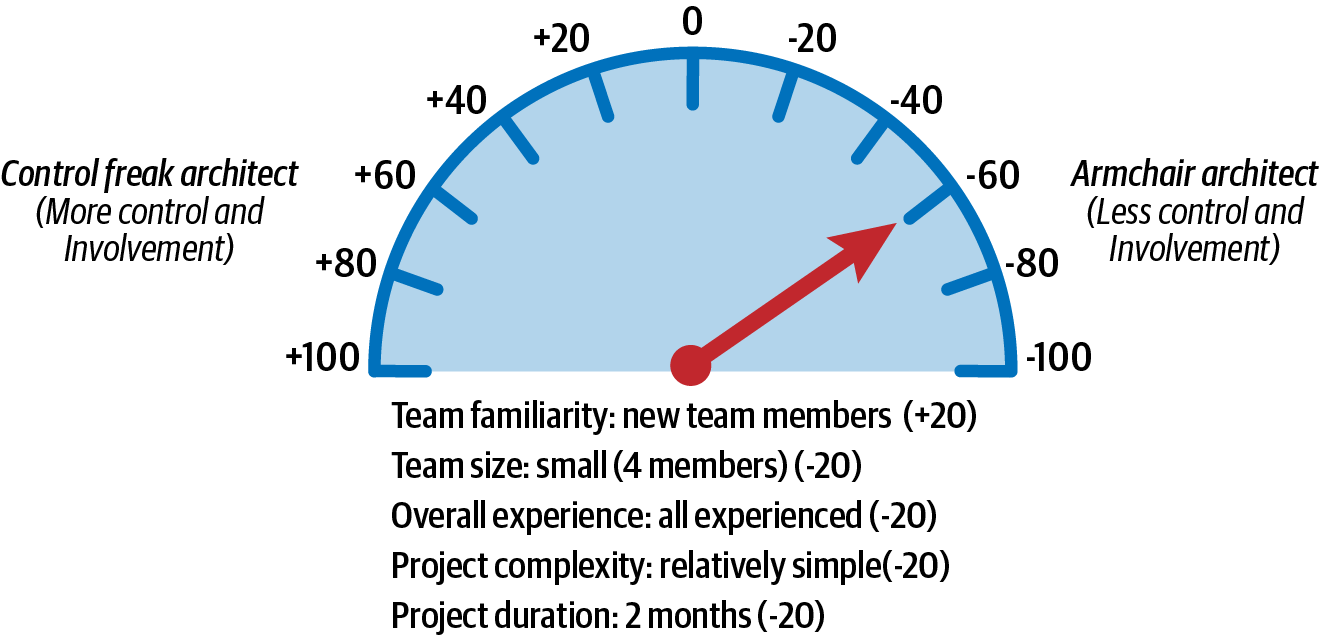 0
+20
-20
+40
-40
+60
-60
+80
-80
+100
-100
Control freak architect
(More control and
Involvement)
Armchair architect
(Less control and
Involvement)
Team familiarity: new team members (+20)
Team size: small (4 members) (-20)
Overall experience: all experienced (-20)
Project complexity: relatively simple(-20)
Project duration: 2 months (-20)